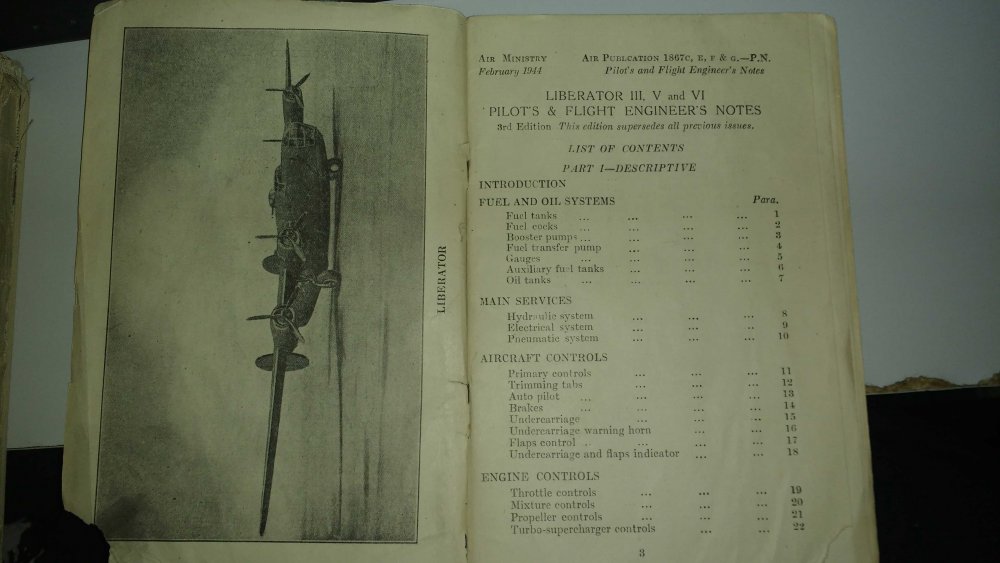 LIBERATOR
AIR MINISTRY AIR PUBLCATION 1867C, E, F & G.—P.N.
February 1944 Pilot's and Flight Engineer's Notes
LIBERATOR III, V AND VI
PILOT'S & FLIGHT ENGINEER'S NOTES
3rd Edition This edition supersedes all previous issues.
LIST OF CONTENTS
PART I—DESCRIPTIVE
INTRODUCTION
FUEL AND OIL SYSTEMS Para.
Fuel tanks ... ... ... ... 1
Fuel cocks ... ... ... ... 2
Booster pumps ... ... ... ... 3
Fuel transfer pump ... ... ... 4
Gauges ... ... ... ... 5
Auxiliary fuel tanks ... ... ... 6
Oil tanks ... ... ... ... 7
MAIN SERVICES
Hydraulic system ... ... ... 8
Electrical system ... ... ... 9
Pneumatic system ... ... ... 10
AIRCRAFT CONTROLS
Primary controls ... ... ... 11
Trimming tabs ... ... ... 12
Auto pilot ... ... ... ... 13
Brakes ... ... ... ... 14
Undercarriage ... ... ... 15
Undercarriage warning horn ... ... 16
Flaps control . ... ... ... 17
Undercarriage and flaps indicator ... ... 18
ENGINE CONTROLS
Throttle controls ... ... ... 19
Mixture controls ... ... ... 20
Propeller controls ... ... ... 21
Turbo-supercharger controls ... ... 22
3